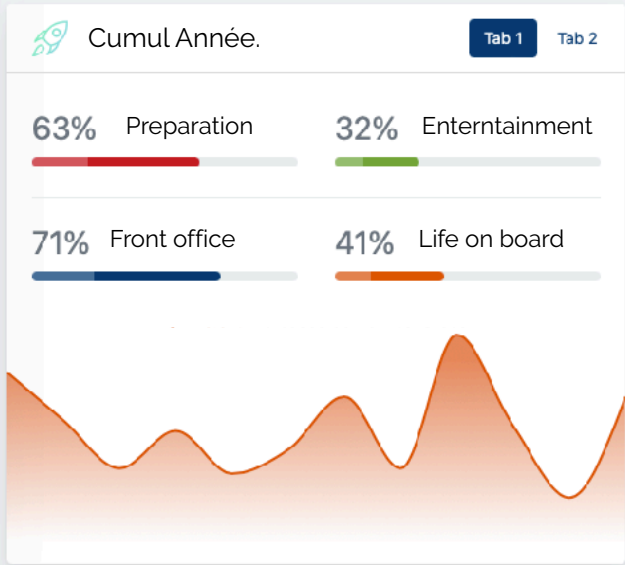 Cumul Année.
Tab 1 Tab 2
63% Preparation
32% Enterntainment
71% Front office
41% Life on board